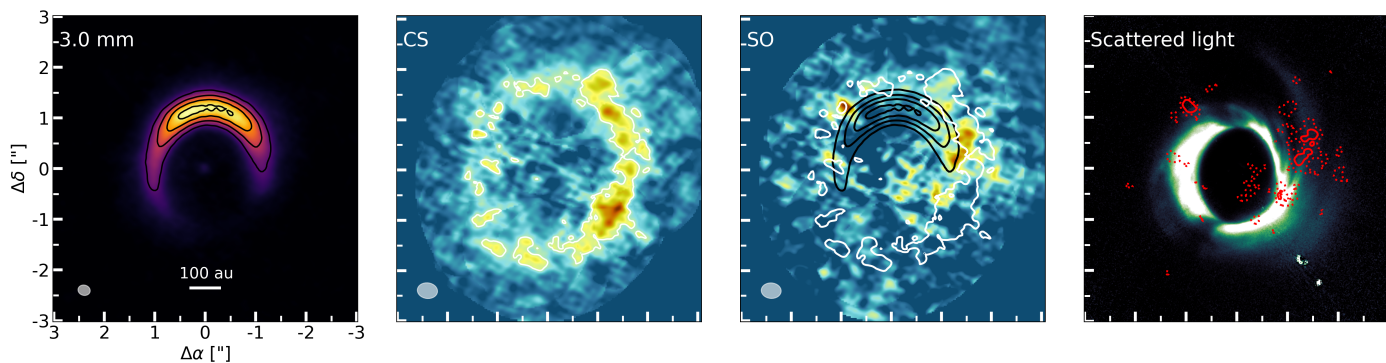 3.0 mm
CS
SO
Scattered light
3
2
1
0
-1
-2
-3
Δδ ["]
100 au
3 2 1 0 -1 -2 -3
Δα ["]